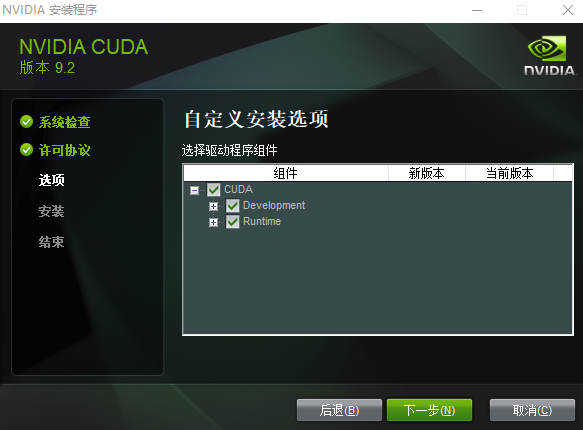 NVIDIA 安装程序
NVIDIA CUDA
版本 9.2
NVIDIA.
系统检查
许可协议
选项
安装
结束
自定义安装选项
选择驱动程序组件
组件 新版本 当前版本
CUDA
Development
Runtime
后退(B) 下一步(N) 取消(C)